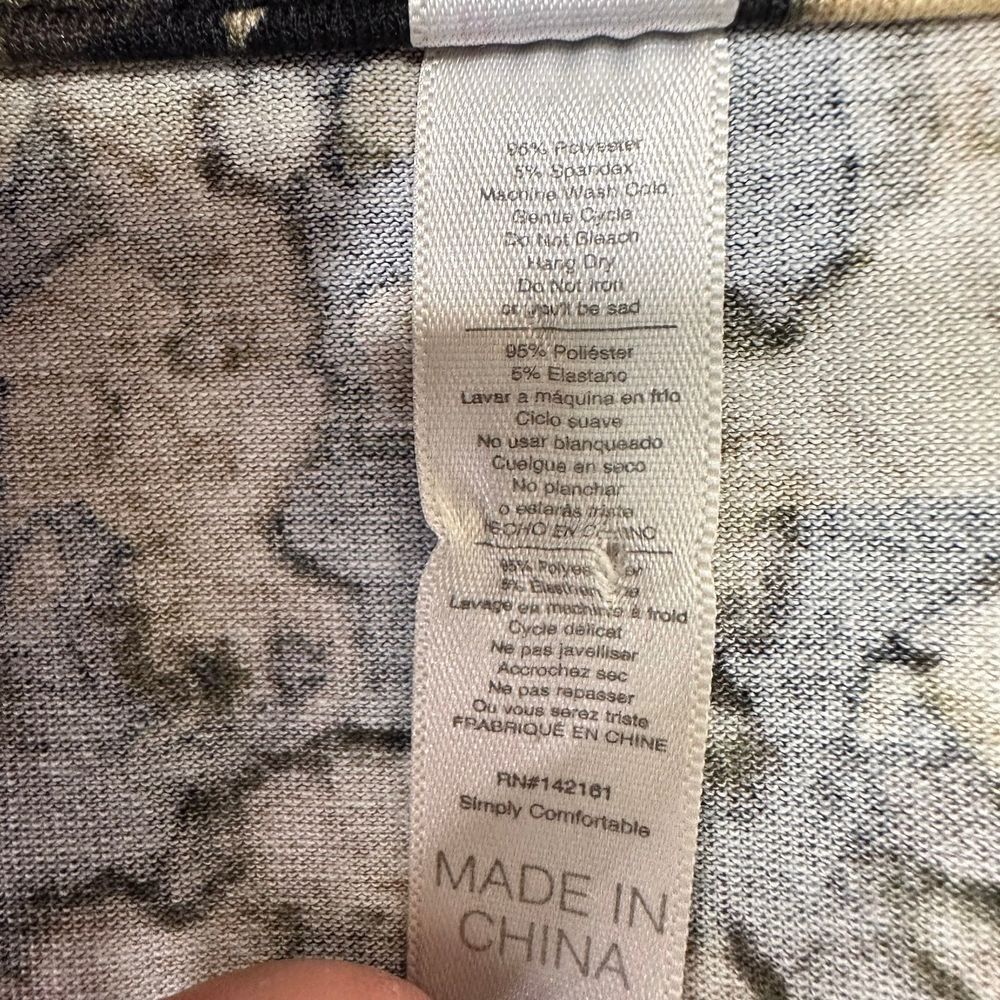 95% Polyester
5% Spandex
Machine Wash Cold
Gentle Cycle
Do Not Bleach
Hang Dry
Do Not Iron
or you'll be sad
95% Poliéster
5% Elastano
Lavar a máquina en frío
Ciclo suave
No usar blanqueado
Cuelgue en seco
No planchar
o estarás triste
EN
95%
5%
Lavage en machine à froid
Cycle délicat
Ne pas javelliser
Accrochez sec
Ne pas repasser
Ou vous serez triste
FRABRIQUÉ EN CHINE
RN#142161
Simply Comfortable
MADE IN
CHINA